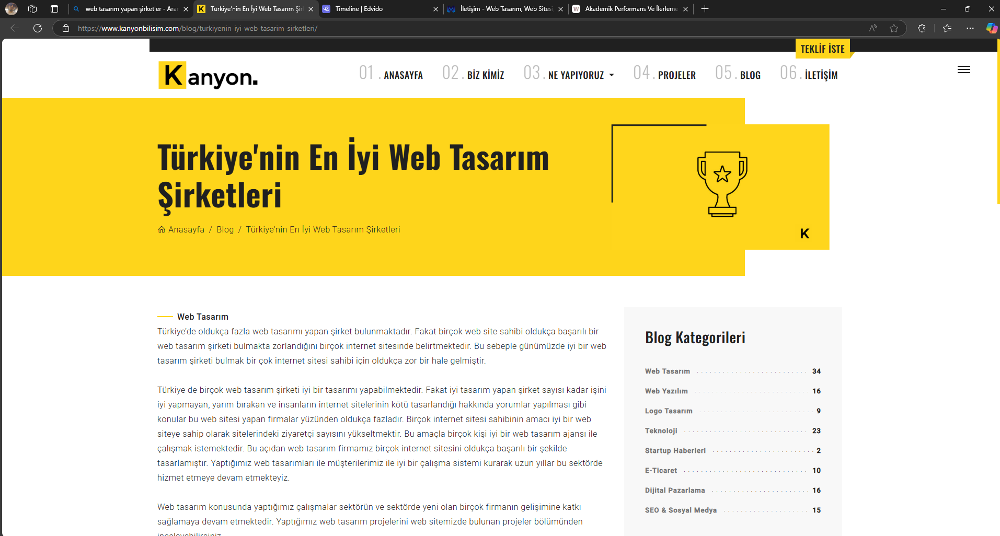 web tasarım yapan şirketler - Arar
Türkiye'nin En İyi Web Tasarım Şirl
Timeline | Edvido
İletişim - Web Tasarım, Web Sitesi,
W Akademik Performans Ve İlerleme
https://www.kanyonbilisim.com/blog/turkiyenin-iyi-web-tasarim-sirketleri/
TEKLİF İSTE
Kanyon.
01 . ANASAYFA
02 . BİZ KİMİZ
03 . NE YAPIYORUZ
04 . PROJELER
05 . BLOG
06 . İLETİŞİM
Türkiye'nin En İyi Web Tasarım
Şirketleri
Anasayfa / Blog / Türkiye'nin En İyi Web Tasarım Şirketleri
K
Web Tasarım
Türkiye’de oldukça fazla web tasarımı yapan şirket bulunmaktadır. Fakat birçok web site sahibi oldukça başarılı bir
web tasarım şirketi bulmakta zorlandığını birçok internet sitesinde belirtmektedir. Bu sebeple günümüzde iyi bir web
tasarım şirketi bulmak bir çok internet sitesi sahibi için oldukça zor bir hale gelmiştir.
Türkiye de birçok web tasarım şirketi iyi bir tasarımı yapabilmektedir. Fakat iyi tasarım yapan şirket sayısı kadar işini
iyi yapmayan, yarım bırakan ve insanların internet sitelerinin kötü tasarlandığı hakkında yorumlar yapılması gibi
konular bu web sitesi yapan firmalar yüzünden oldukça fazladır. Birçok internet sitesi sahibinin amacı iyi bir web
siteye sahip olarak sitelerindeki ziyaretçi sayısını yükseltmektir. Bu amaçla birçok kişi iyi bir web tasarım ajansı ile
çalışmak istemektedir. Bu açıdan web tasarım firmamız birçok internet sitesini oldukça başarılı bir şekilde
tasarlamıştır. Yaptığımız web tasarımları ile müşterilerimiz ile iyi bir çalışma sistemi kurarak uzun yıllar bu sektörde
hizmet etmeye devam etmekteyiz.
Web tasarım konusunda yaptığımız çalışmalar sektörün ve sektörde yeni olan birçok firmanın gelişimine katkı
sağlamaya devam etmektedir. Yaptığımız web tasarım projelerini web sitemizde bulunan projeler bölümünden
inceleyebilirsiniz.
Blog Kategorileri
Web Tasarım 34
Web Yazılım 16
Logo Tasarım 9
Teknoloji 23
Startup Haberleri 2
E-Ticaret 10
Dijital Pazarlama 16
SEO & Sosyal Medya 15